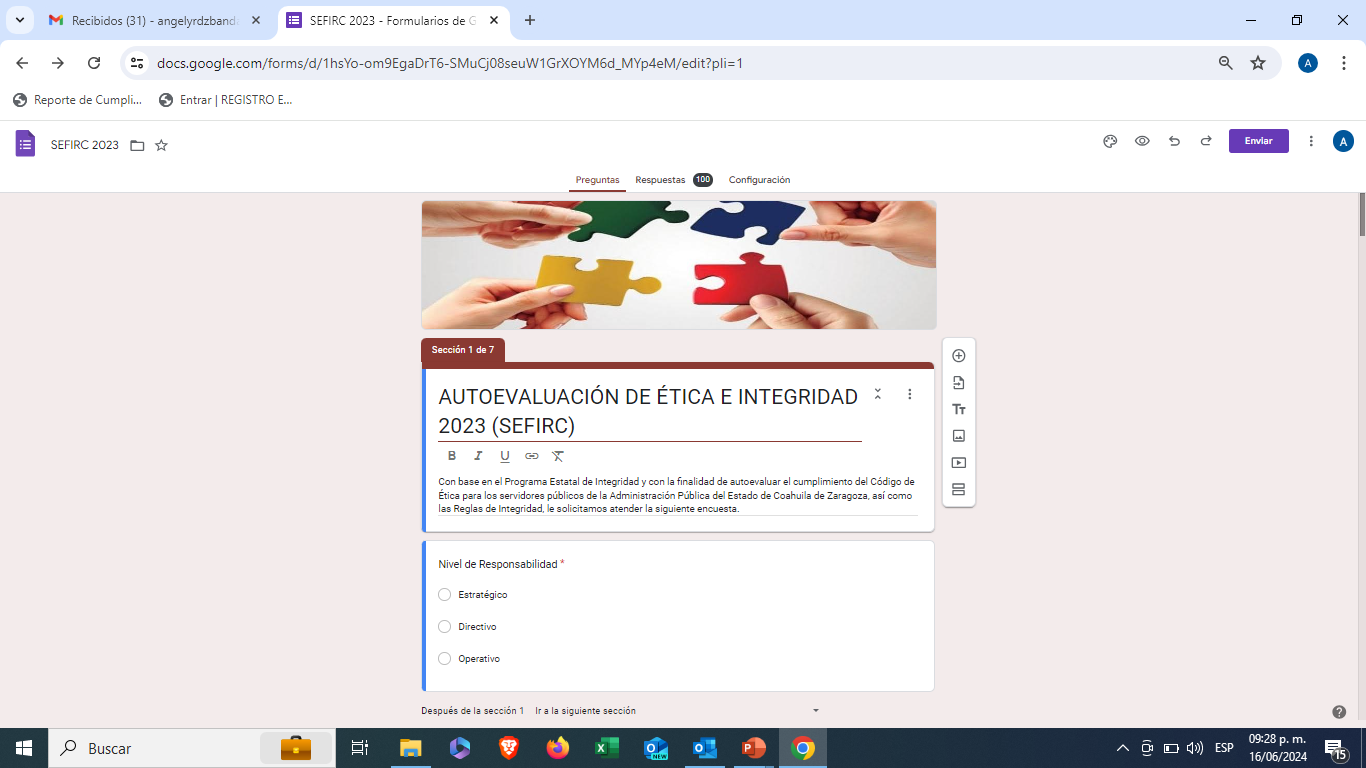 Recibidos (31) - angelyrdzband
SEFIRC 2023 - Formularios de G
docs.google.com/forms/d/1hsYo-om9EgaDrT6-SMuCj08seuW1GrXOYM6d_MYp4eM/edit?pli=1
A
Reporte de Cumpli...
Entrar | REGISTRO E...
SEFIRC 2023
Enviar
A
Preguntas
Respuestas 100
Configuración
Sección 1 de 7
AUTOEVALUACIÓN DE ÉTICA E INTEGRIDAD
2023 (SEFIRC)
B I U
Con base en el Programa Estatal de Integridad y con la finalidad de autoevaluar el cumplimiento del Código de
Ética para los servidores públicos de la Administración Pública del Estado de Coahuila de Zaragoza, así como
las Reglas de Integridad, le solicitamos atender la siguiente encuesta.
Tт
Nivel de Responsabilidad *
Estratégico
Directivo
Operativo
Después de la sección 1 Ir a la siguiente sección
Buscar
NEW
ESP
09:28 p. m.
16/06/2024
15